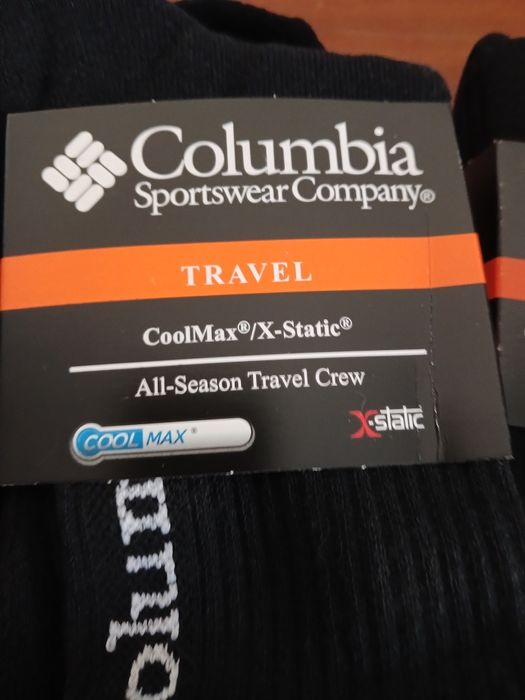 Columbia
Sportswear Company®
TRAVEL
CoolMax®/X-Static®
All-Season Travel Crew
COOLMAX®
X-static